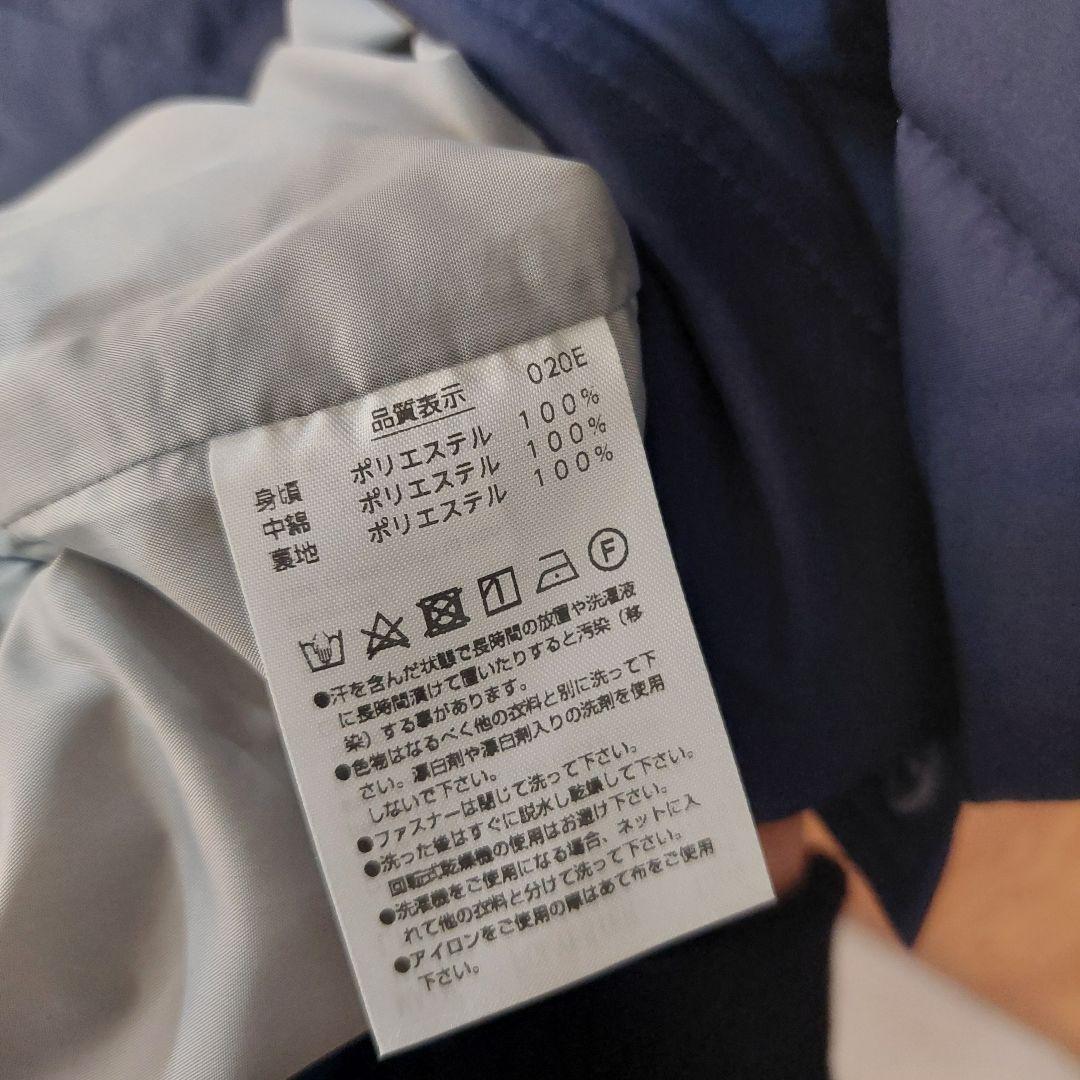 品質表示 020E
身頃 ポリエステル 100%
中綿 ポリエステル 100%
裏地 ポリエステル 100%
F
●汗を含んだ状態で長時間の放置や洗濯液
に長時間漬けて置いたりすると汚染(移
染)する事があります。
●色物はなるべく他の衣料と別に洗って下
さい。漂白剤や漂白剤入りの洗剤を使用
しないで下さい。
●ファスナーは閉じて洗って下さい。
●洗った後はすぐに脱水し乾燥して下さい。
回転式乾燥機の使用はお避け下さい。
●洗濯機をご使用になる場合、ネットに入
れて他の衣料と分けて洗って下さい。
●アイロンをご使用の際はあて布をご使用
下さい。